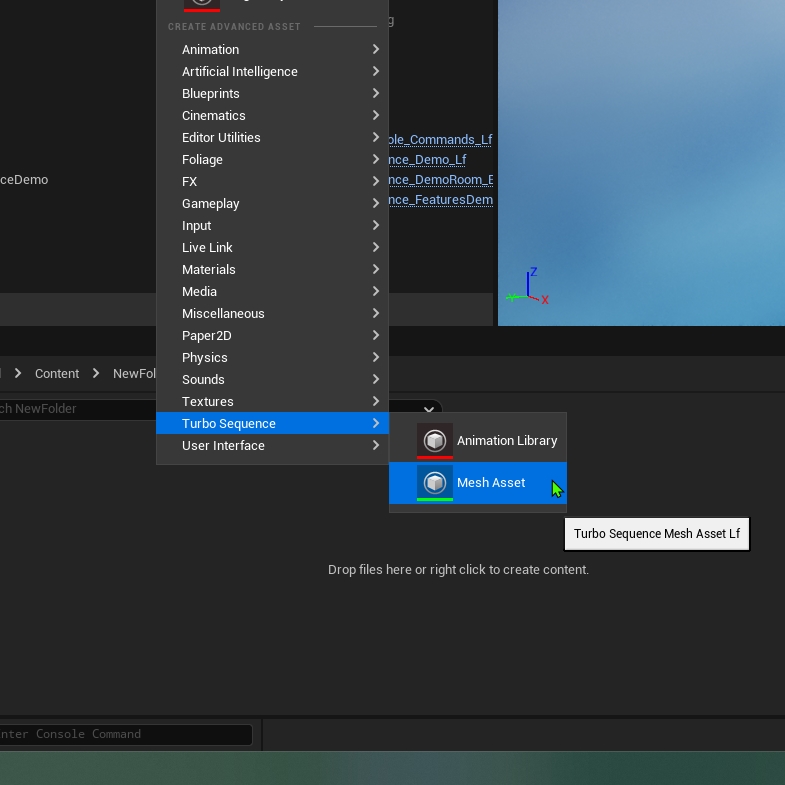 CREATE ADVANCED ASSET
Animation
Artificial Intelligence
Blueprints
Cinematics
Editor Utilities
Foliage
FX
Gameplay
Input
Live Link
Materials
Media
Miscellaneous
Paper2D
Physics
Sounds
Textures
Turbo Sequence
User Interface
ole_Commands_Lf
nce_Demo_Lf
nce_DemoRoom_E
nce_FeaturesDem
ceDemo
Z
Y
X
Content
NewFol
ch NewFolder
Animation Library
Mesh Asset
Turbo Sequence Mesh Asset Lf
Drop files here or right click to create content.
nter Console Command